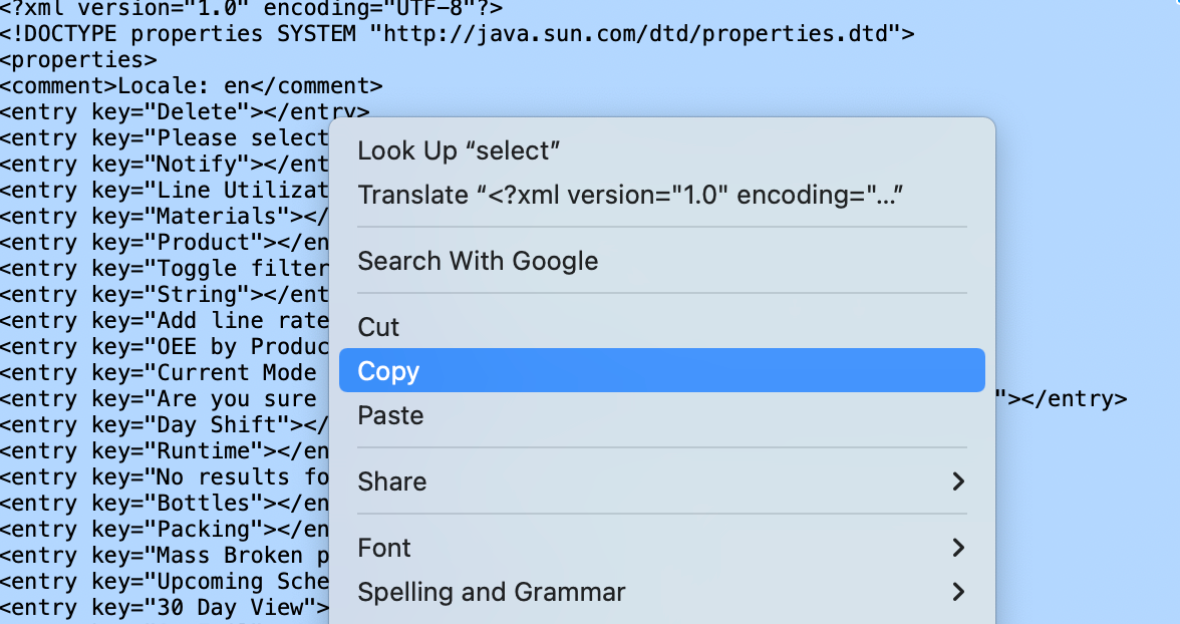 <?xml version="1.0" encoding="UTF-8"?>
<!DOCTYPE properties SYSTEM "http://java.sun.com/dtd/properties.dtd">
<properties>
<comment>Locale: en</comment>
<entry key="Delete"></entry>
<entry key="Please select
<entry key="Notify"></ent
<entry key="Line Utilizat
<entry key="Materials"></
<entry key="Product"></en
<entry key="Toggle filter
<entry key="String"></ent
<entry key="Add line rate
<entry key="OEE by Produc
<entry key="Current Mode
<entry key="Are you sure "></entry>
<entry key="Day Shift"></
<entry key="Runtime"></en
<entry key="No results fo
<entry key="Bottles"></en
<entry key="Packing"></en
<entry key="Mass Broken p
<entry key="Upcoming Sche
<entry key="30 Day View">
Look Up “select”
Translate “<?xml version="1.0" encoding="...”
Search With Google
Cut
Copy
Paste
Share
Font
Spelling and Grammar